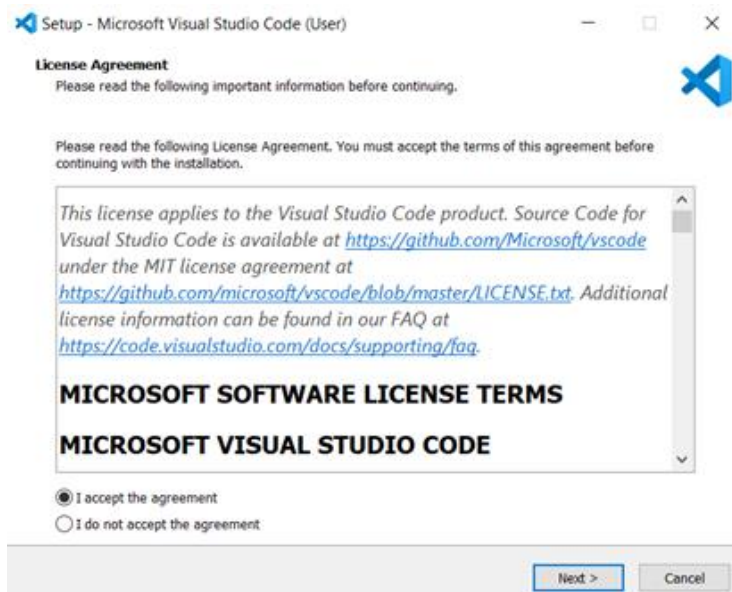 Setup - Microsoft Visual Studio Code (User)
License Agreement
Please read the following important information before continuing.
Please read the following License Agreement. You must accept the terms of this agreement before
continuing with the installation.
This license applies to the Visual Studio Code product. Source Code for
Visual Studio Code is available at https://github.com/Microsoft/vscode
under the MIT license agreement at
https://github.com/microsoft/vscode/blob/master/LICENSE.txt. Additional
license information can be found in our FAQ at
https://code.visualstudio.com/docs/supporting/faq.
MICROSOFT SOFTWARE LICENSE TERMS
MICROSOFT VISUAL STUDIO CODE
I accept the agreement
I do not accept the agreement
Next >
Cancel